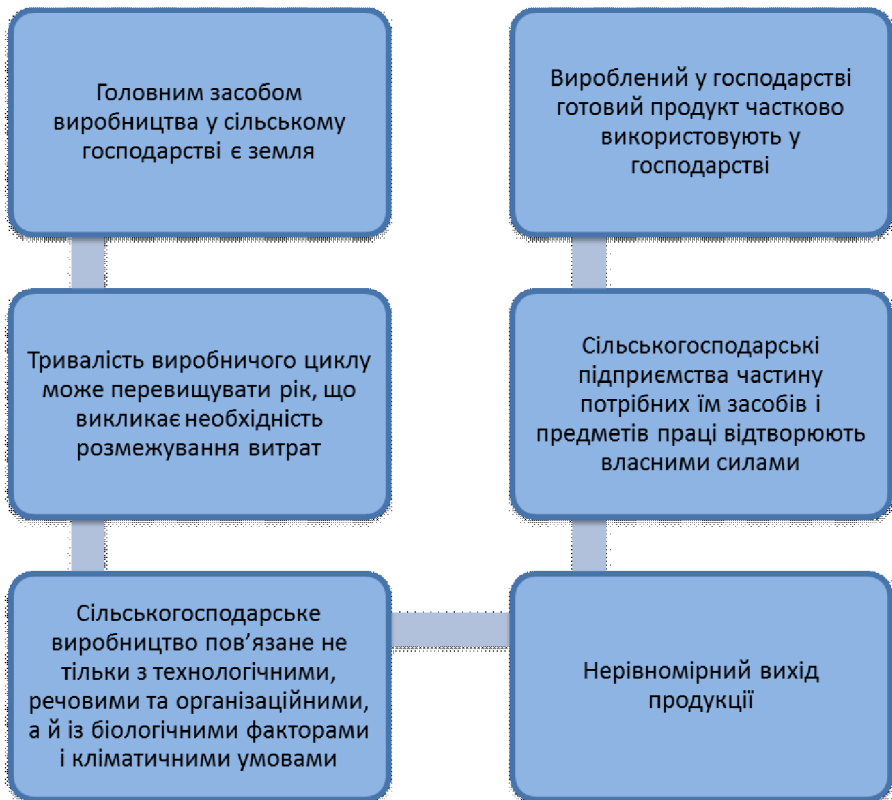 Головним засобом
виробництва у сільському
господарстві є земля
Тривалість виробничого циклу
може перевищувати рік, що
викликає необхідність
розмежування витрат
Сільськогосподарське
виробництво пов’язане не
тільки з технологічними,
речовими та організаційними,
а й із біологічними факторами
і кліматичними умовами
Нерівномірний вихід
продукції
Сільськогосподарські
підприємства частину
потрібних їм засобів і
предметів праці відтворюють
власними силами
Вироблений у господарстві
готовий продукт частково
використовують у
господарстві